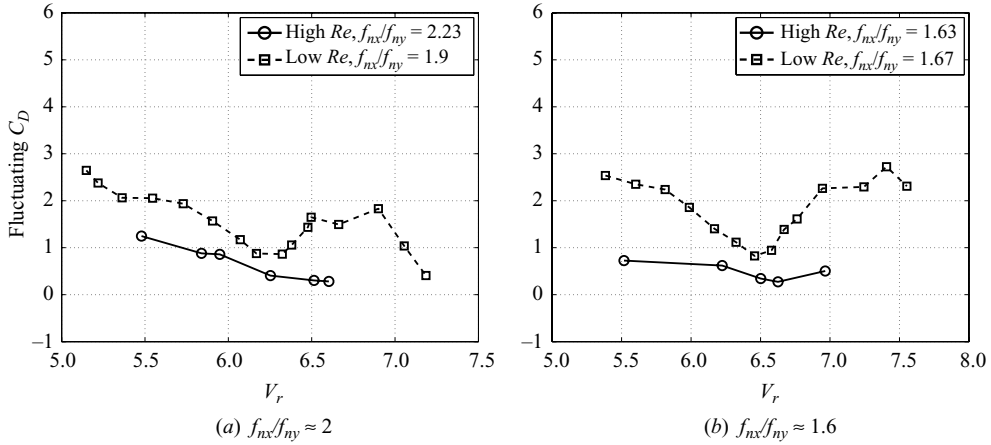 6
5
4
3
2
1
0
–1
Fluctuating C_D
5.0 5.5 6.0 6.5 7.0 7.5
V_r
High Re, f_nx/f_ny = 2.23
Low Re, f_nx/f_ny = 1.9
(a) f_nx/f_ny ≈ 2
6
5
4
3
2
1
0
–1
5.0 5.5 6.0 6.5 7.0 7.5 8.0
V_r
High Re, f_nx/f_ny = 1.63
Low Re, f_nx/f_ny = 1.67
(b) f_nx/f_ny ≈ 1.6